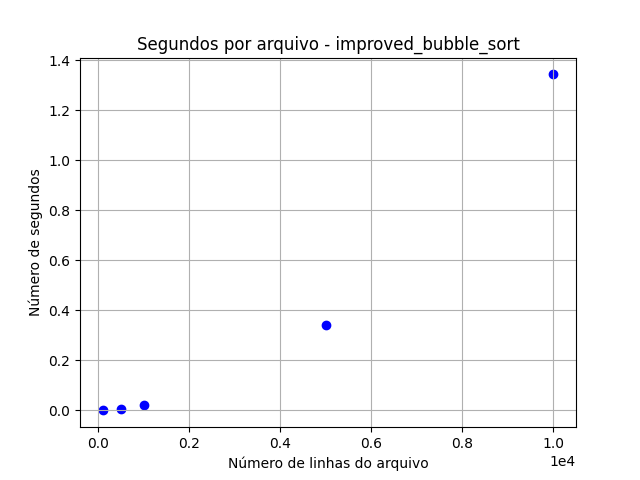 Segundos por arquivo - improved_bubble_sort
1.4
1.2
1.0
0.8
0.6
0.4
0.2
0.0
Número de segundos
0.0 0.2 0.4 0.6 0.8 1.0
1e4
Número de linhas do arquivo